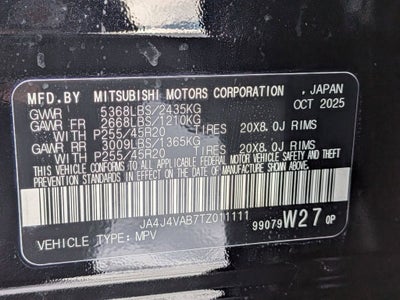 MFD.BY MITSUBISHI MOTORS CORPORATION , JAPAN
GVWR 5368LBS/2435KG OCT 2025
GAWR FR 2668LBS/1210KG
WITH P255/45R20 TIRES 20X8.0J RIMS
GAWR RR 3009LBS/1365KG
WITH P255/45R20 TIRES 20X8.0J RIMS
THIS VEHICLE CONFORMS TO ALL APPLICABLE
FEDERAL MOTOR VEHICLE SAFETY AND THEFT
PREVENTION STANDARDS IN EFFECT ON THE DATE OF MANUFACTURE SHOWN ABOVE.
JA4J4VAB7TZ011111
99079 W27 0P
VEHICLE TYPE: MPV